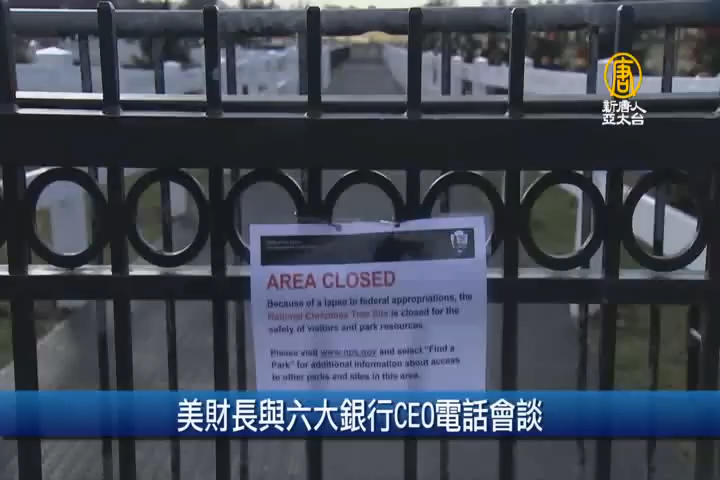 唐
新唐人
亞太台
AREA CLOSED
Because of a lapse in federal appropriations, the
National Christmas Tree Site is closed for the
safety of visitors and park resources.
Please visit www.nps.gov and select "Find a
Park" for additional information about access
to other parks and sites in this area.
美財長與六大銀行CEO電話會談